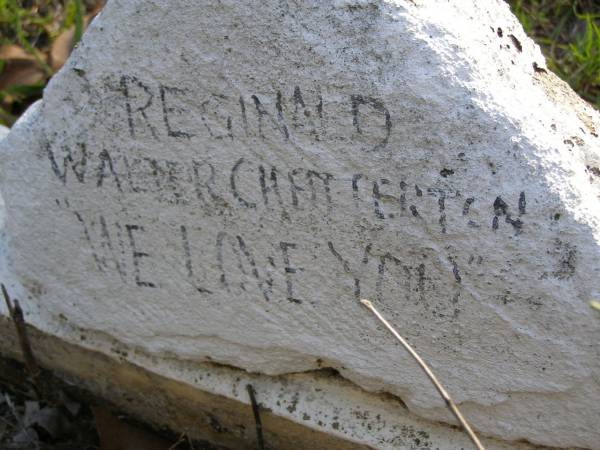 REGINALD
WALTER CHATTERTON
"WE LOVE YOU"